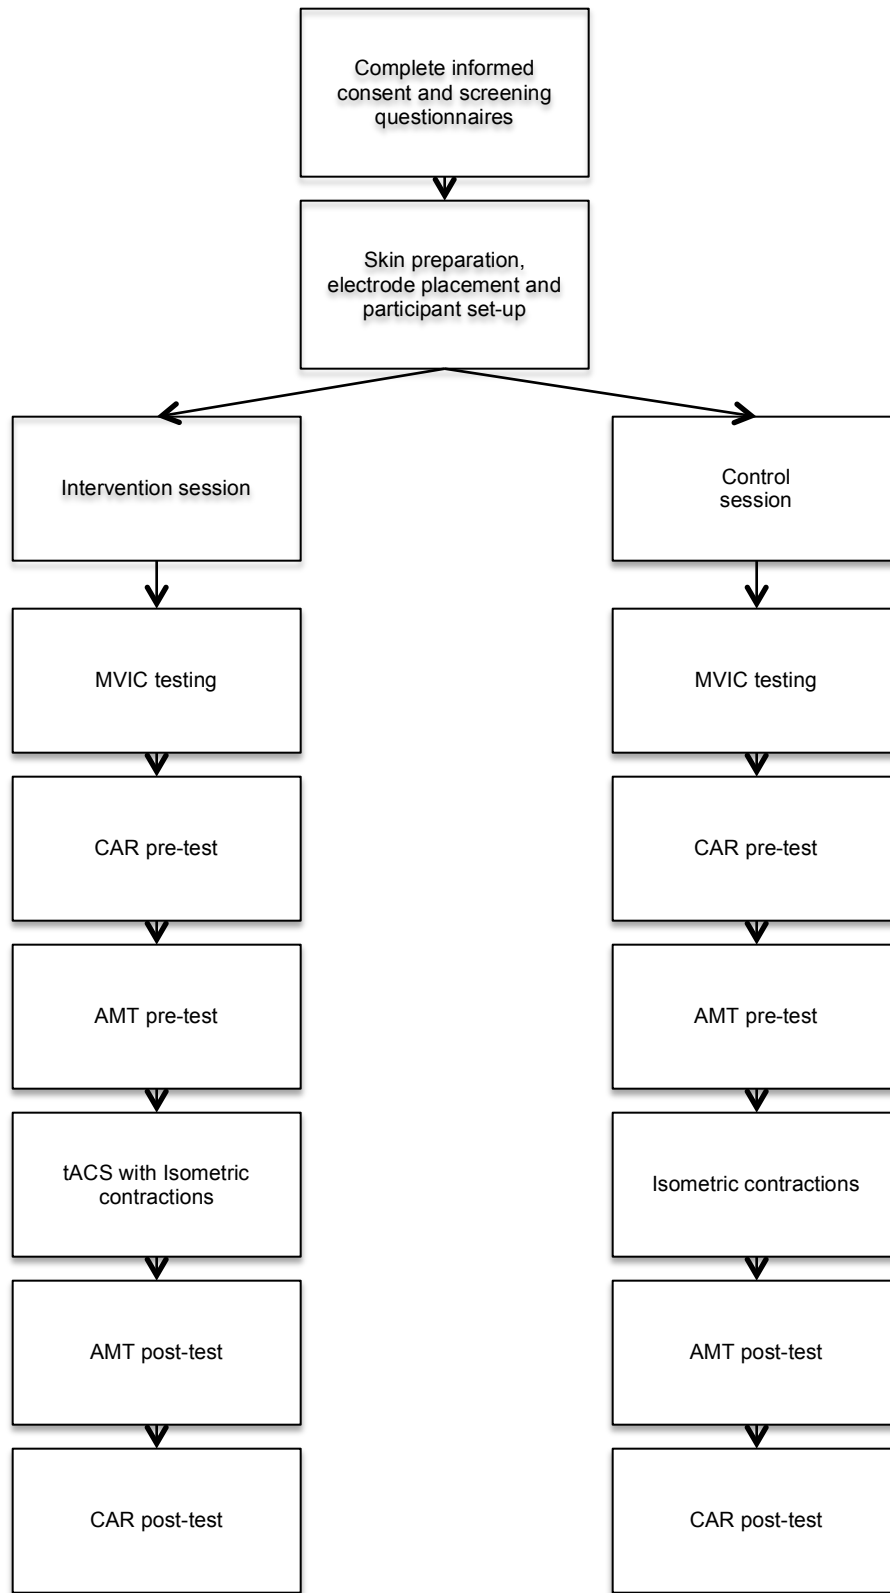 Complete informed
consent and screening
questionnaires
Skin preparation,
electrode placement and
participant set-up
Intervention session
Control
session
MVIC testing
MVIC testing
CAR pre-test
CAR pre-test
AMT pre-test
AMT pre-test
tACS with Isometric
contractions
Isometric contractions
AMT post-test
AMT post-test
CAR post-test
CAR post-test